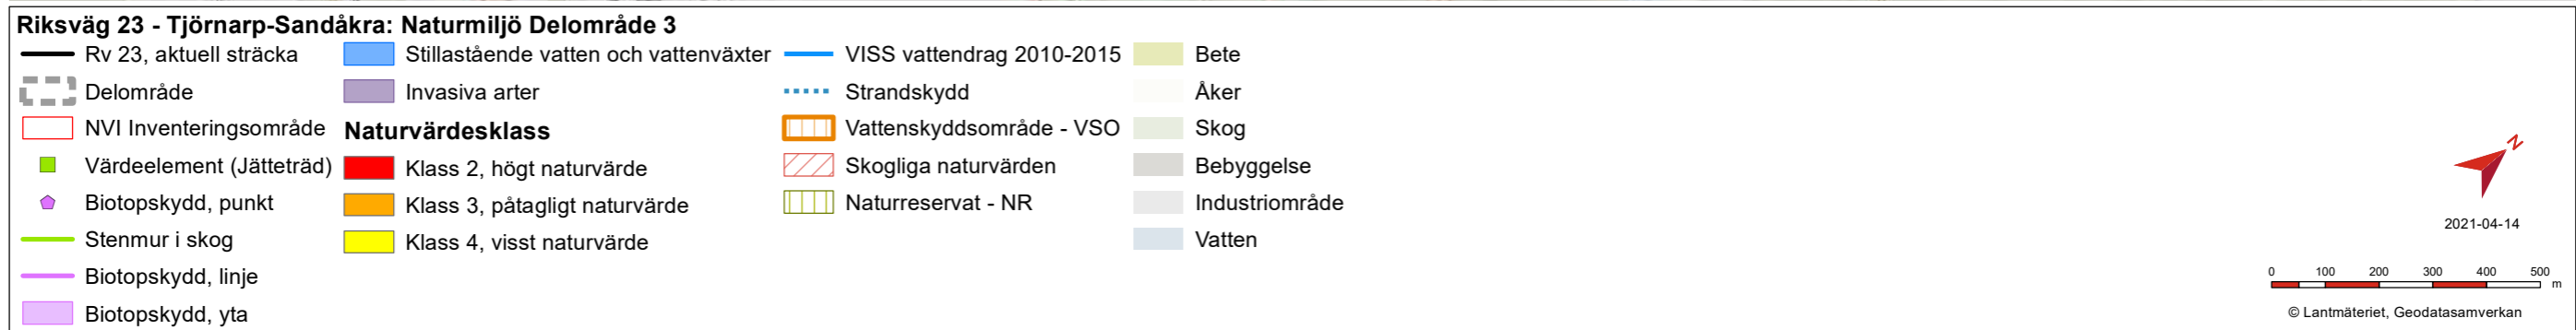 Riksväg 23 - Tjörnarp-Sandåkra: Naturmiljö Delområde 3
Rv 23, aktuell sträcka
Delområde
NVI Inventeringsområde
Värdeelement (Jätteträd)
Biotopskydd, punkt
Stenmur i skog
Biotopskydd, linje
Biotopskydd, yta
Stillastående vatten och vattenväxter
Invasiva arter
Naturvärdesklass
Klass 2, högt naturvärde
Klass 3, påtagligt naturvärde
Klass 4, visst naturvärde
VISS vattendrag 2010-2015
Strandskydd
Vattenskyddsområde - VSO
Skogliga naturvärden
Naturreservat - NR
Bete
Åker
Skog
Bebyggelse
Industriområde
Vatten
N
2021-04-14
0 100 200 300 400 500
m
© Lantmäteriet, Geodatasamverkan